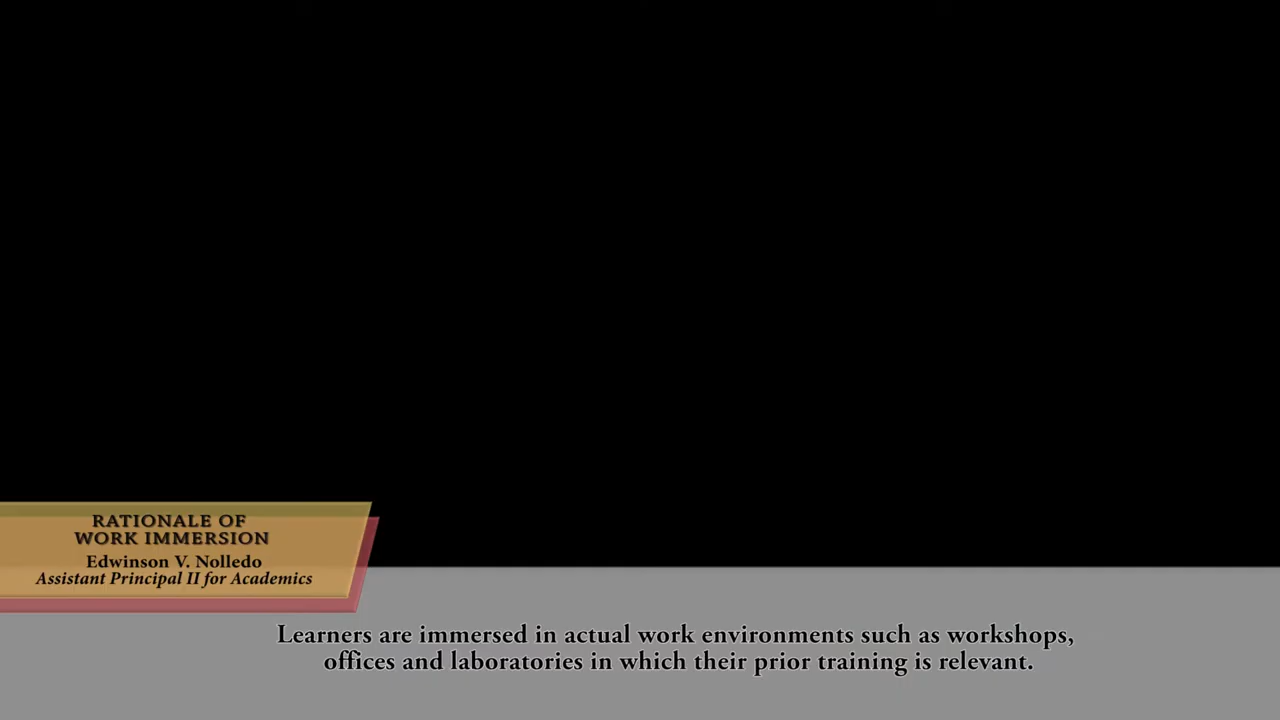 RATIONALE OF
WORK IMMERSION
Edwinson V. Nolledo
Assistant Principal II for Academics
Learners are immersed in actual work environments such as workshops,
offices and laboratories in which their prior training is relevant.